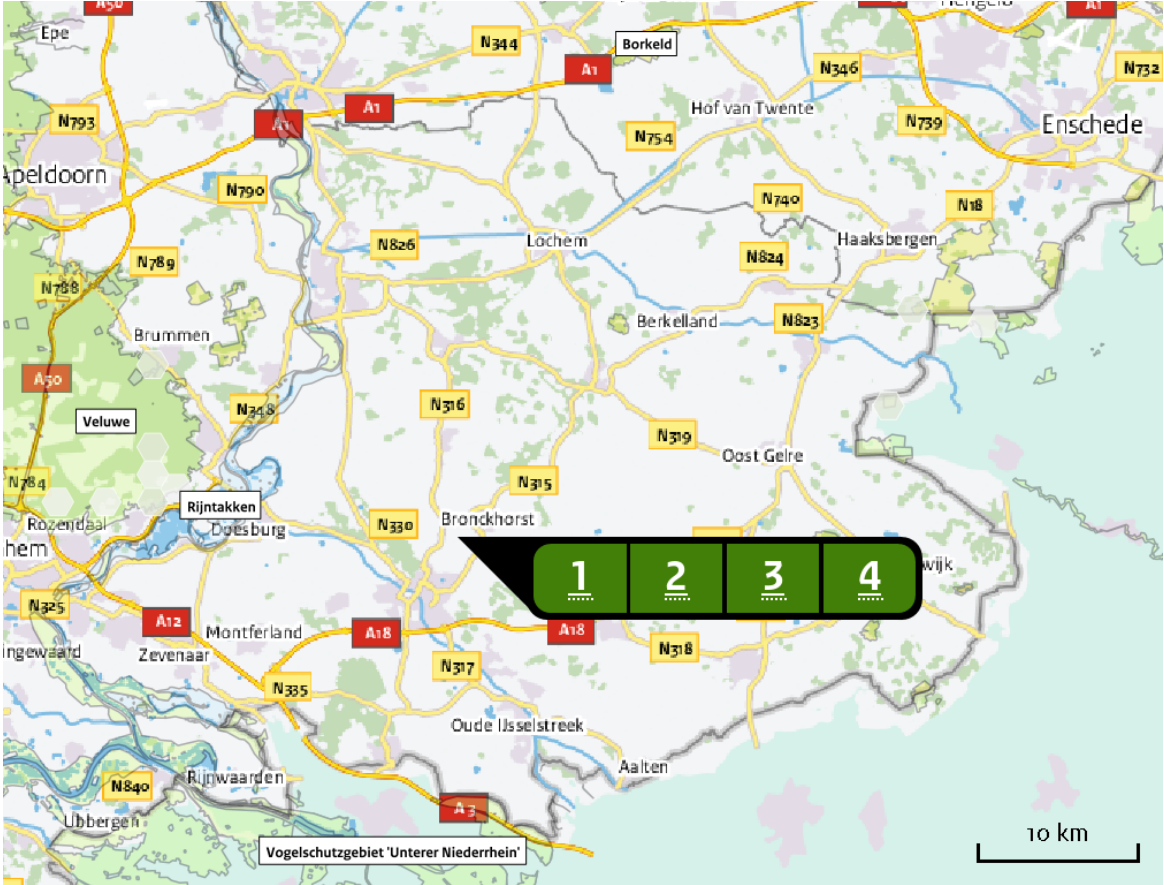 A50
Hengelo
A1
Epe
N344
Borkeld
A1
N346
N732
A1
A1
Hof van Twente
N793
N754
N739
Enschede
Apeldoorn
N790
N740
N18
N826
Lochem
Haaksbergen
N789
N824
N788
Brummen
Berkelland
N823
A50
N316
N348
Veluwe
N319
Oost Gelre
N784
N315
Rijntakken
Rozendaal
Doesburg
N330
Bronckhorst
hem
wijk
1 2 3 4
N325
A12
Montferland
A18
A18
N318
ingewaard
Zevenaar
N317
N335
Oude IJsselstreek
Aalten
Rijnwaarden
N840
A3
Ubbergen
10 km
Vogelschutzgebiet 'Unterer Niederrhein'